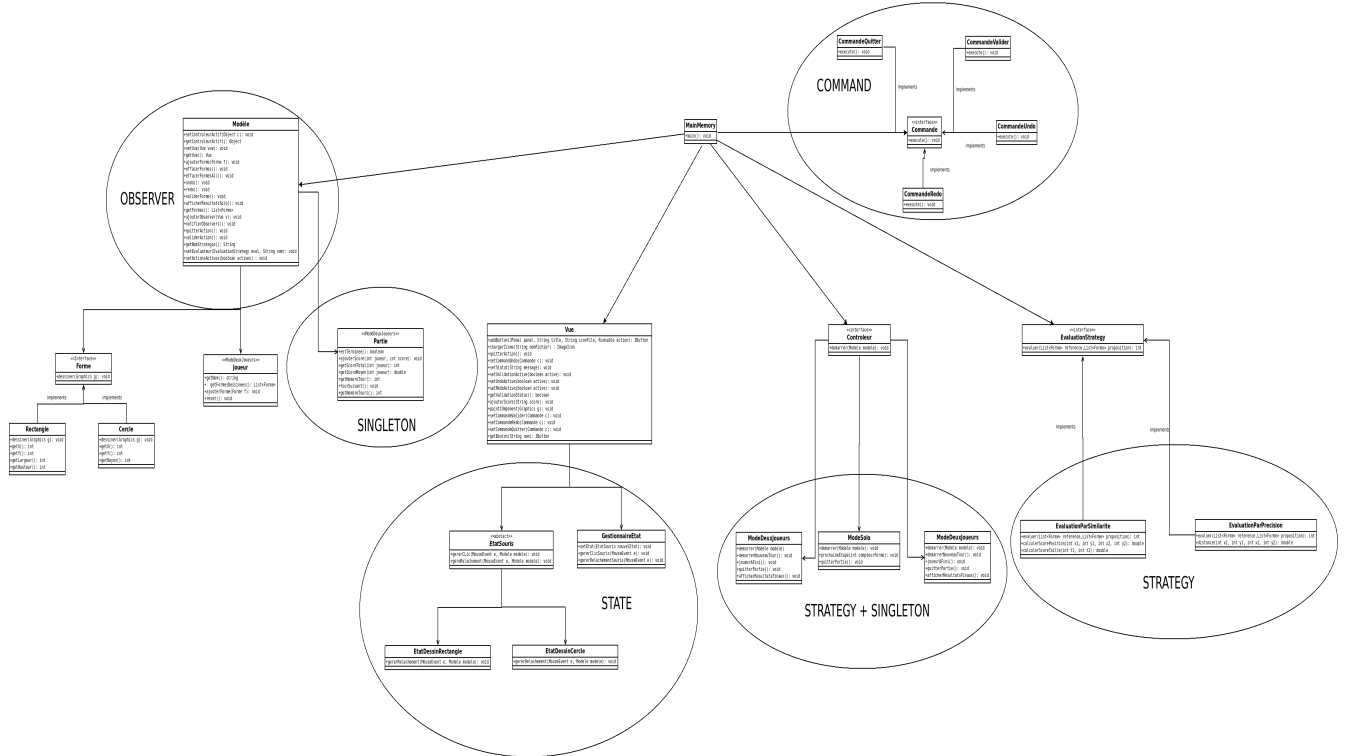 CommandeQuitter
+execute(): void
CommandeValider
+execute(): void
COMMAND
implements
implements
<<interface>>
Commande
+execute(): void
CommandeUndo
+execute(): void
implements
implements
CommandeRedo
+execute(): void
MainMemory
+main(): void
OBSERVER
Modèle
+setControleurActif(Object c): void
+getControleurActif(): Object
+setVue(Vue vue): void
+getVue(): Vue
+ajouterForme(Forme f): void
+effacerFormes(): void
+effacerFormesAll(): void
+undo(): void
+redo(): void
+validerForme(): void
+afficherResultatsSolo(): void
+getFormes(): List<Forme>
+ajouterObserver(Vue v): void
+notifierObservers(): void
+quitterAction(): void
+validerAction(): void
+getNomStrategie(): String
+setEvaluateur(EvaluationStrategy eval, String nom): void
+setActionsActives(boolean actives) : void
<<Interface>>
Forme
+dessiner(Graphics g): void
implements
implements
Rectangle
+dessiner(Graphics g): void
+getX(): int
+getY(): int
+getLargeur(): int
+getHauteur(): int
Cercle
+dessiner(Graphics g): void
+getX(): int
+getY(): int
+getRayon(): int
<<ModeDeuxJoueurs>>
Joueur
+getNom(): string
+ getFormesDessinees(): List<Forme>
+ajouterForme(Forme f): void
+reset(): void
<<ModeDeuxJoueurs>>
Partie
+estTerminee(): boolean
+ajouterScore(int joueur, int score): void
+getScoreTotal(int joueur): int
+getScoreMoyen(int joueur): double
+getNumeroTour(): int
+tourSuivant(): void
+getNombreTours(): int
SINGLETON
Vue
+addButton(JPanel panel, String title, String iconFile, Runnable action): JButton
+chargerIcone(String nomFichier) : ImageIcon
+quitterAction(): void
+setCommandeUndo(Commande c): void
+setStatut(String message): void
+setValidationActive(boolean active): void
+setUndoActive(boolean active): void
+setRedoActive(boolean active): void
+getValidationStatus(): boolean
+ajouterScore(String score): void
+paintComponent(Graphics g): void
+setCommandeValider(Commande c): void
+setCommandeRedo(Commande c): void
+setCommandeQuitter(Commande c): void
+getBouton(String nom): JButton
<<abstact>>
EtatSouris
+gererClic(MouseEvent e, Modele modele): void
+gereRelachement(MouseEvent e, Modele modele): void
GestionnaireEtat
+setEtat(EtatSouris nouvelEtat): void
+gererClicSouris(MouseEvent e): void
+gererRelachementSouris(MouseEvent e): void
STATE
EtatDessinRectangle
+gererRelachement(MouseEvent e, Modele modele): void
EtatDessinCercle
+gererRelachement(MouseEvent e, Modele modele): void
<<interface>>
Controleur
+demarrer(Modele modele): void
ModeDeuxJoueurs
+demarrer(Modele modele)
+demarrerNouveauTour(): void
+joueurAFini(): void
+quitterPartie(): void
+afficherResultatsFinaux(): void
ModeSolo
+demarrer(Modele modele): void
+prochaineEtape(int compteurForme): void
+quitterPartie(): void
ModeDeuxJoueurs
+demarrer(Modele modele): void
+demarrerNouveauTour(): void
+joueurAFini(): void
+quitterPartie(): void
+afficherResultatsFinaux(): void
STRATEGY + SINGLETON
<<interface>>
EvaluationStrategy
+evaluer(List<Forme> reference,List<Forme> proposition): int
implements
implements
EvaluationParSimilarite
+evaluer(List<Forme> reference,List<Forme> proposition): int
+calculerScorePosition(int x1, int y1, int x2, int y2): double
+calculerScoreTaille(int t1, int t2): double
EvaluationParPrecision
+evaluer(List<Forme> reference,List<Forme> proposition): int
+distance(int x1, int y1, int x2, int y2): double
STRATEGY